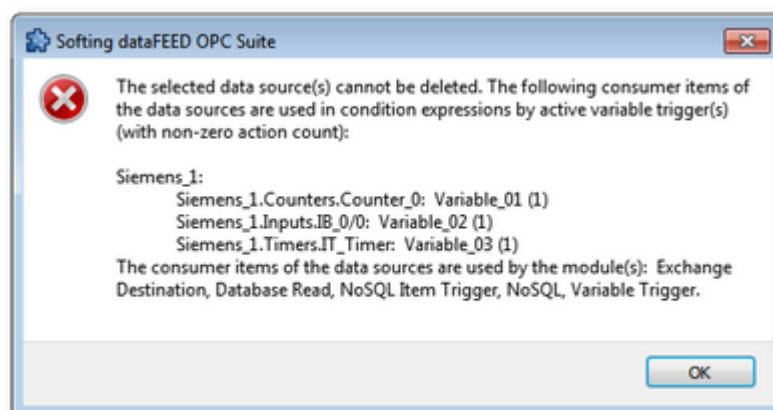 Softing dataFEED OPC Suite
The selected data source(s) cannot be deleted. The following consumer items of
the data sources are used in condition expressions by active variable trigger(s)
(with non-zero action count):
Siemens_1:
Siemens_1.Counters.Counter_0: Variable_01 (1)
Siemens_1.Inputs.IB_0/0: Variable_02 (1)
Siemens_1.Timers.IT_Timer: Variable_03 (1)
The consumer items of the data sources are used by the module(s): Exchange
Destination, Database Read, NoSQL Item Trigger, NoSQL, Variable Trigger.
OK